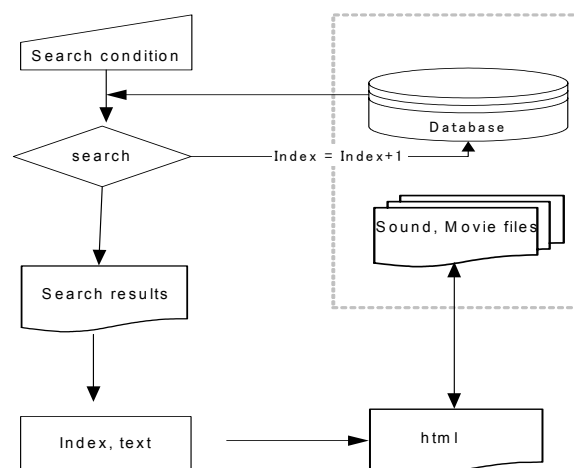 Search condition
Database
search
Index = Index+1
Sound, Movie files
Search results
Index, text
html